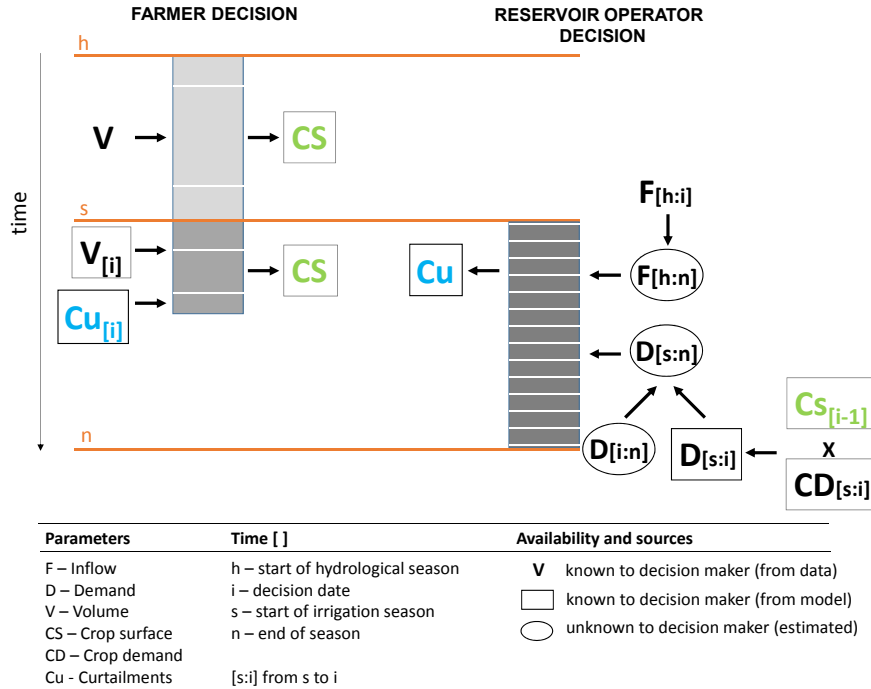 FARMER DECISION
RESERVOIR OPERATOR
DECISION
h
V
CS
time
s
F[h:i]
V[i]
CS
Cu
F[h:n]
Cu[i]
D[s:n]
Cs[i-1]
n
D[i:n]
D[s:i]
x
CD[s:i]
Parameters
Time [ ]
Availability and sources
F – Inflow
h – start of hydrological season
V known to decision maker (from data)
D – Demand
i – decision date
V – Volume
s – start of irrigation season
known to decision maker (from model)
CS – Crop surface
n – end of season
unknown to decision maker (estimated)
CD – Crop demand
Cu - Curtailments
[s:i] from s to i